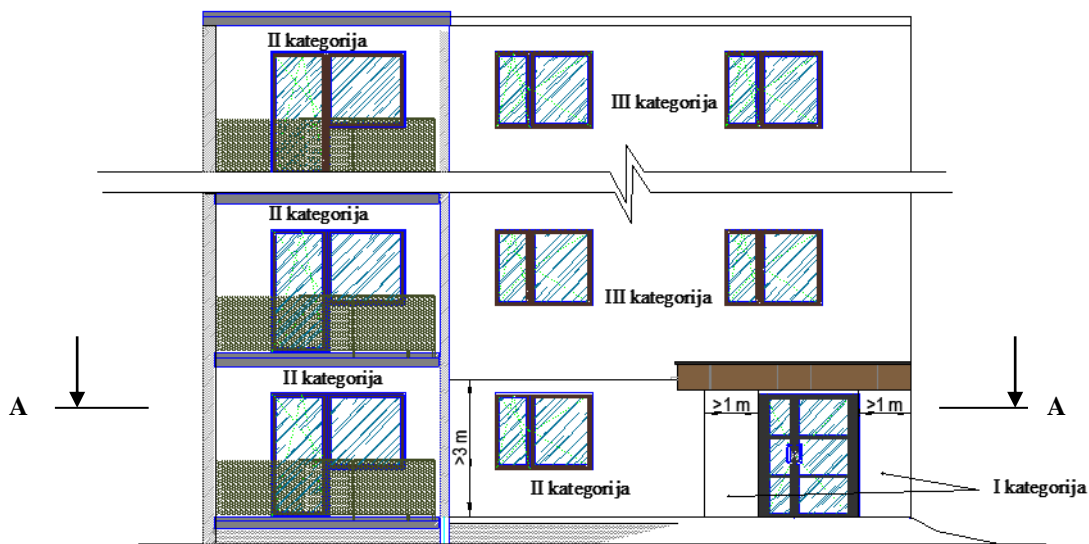 II kategorija
III kategorija
II kategorija
III kategorija
II kategorija
A
A
>1 m
>1 m
>3 m
II kategorija
I kategorija